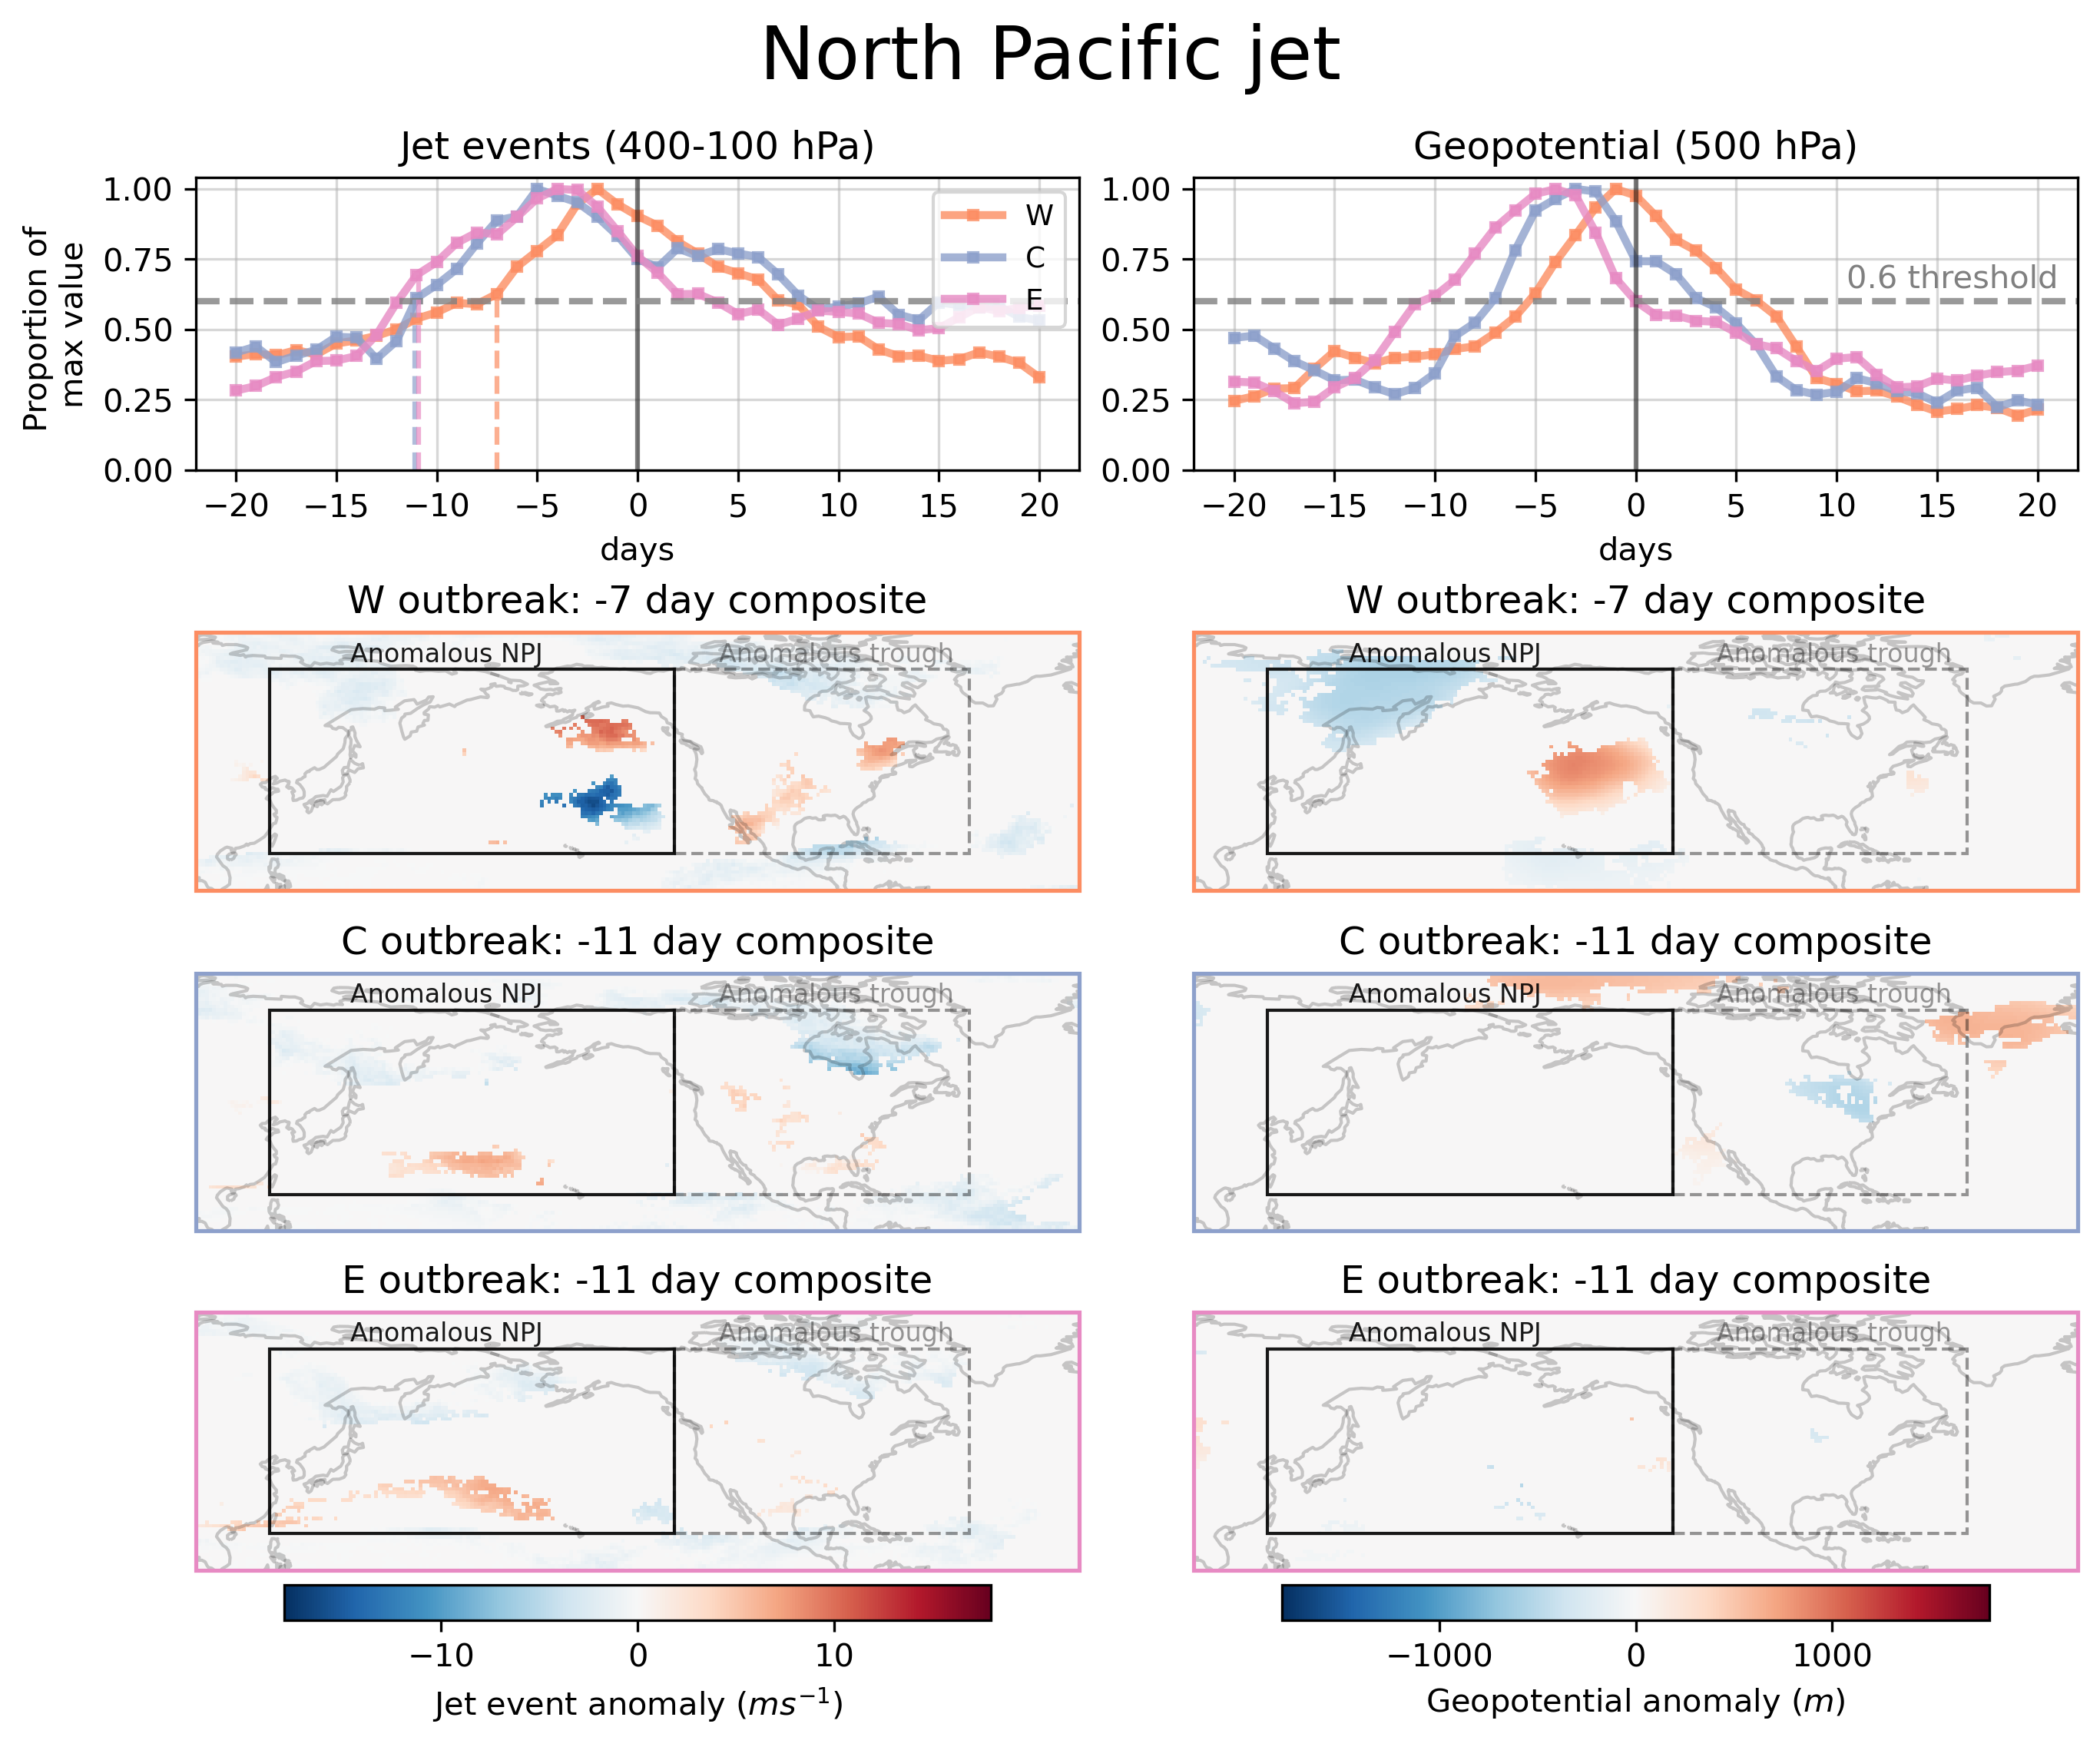 North Pacific jet
Jet events (400-100 hPa)
Geopotential (500 hPa)
Proportion of
max value
1.00
0.75
0.50
0.25
0.00
W
C
E
−20 −15 −10 −5 0 5 10 15 20
days
1.00
0.75
0.50
0.25
0.00
0.6 threshold
−20 −15 −10 −5 0 5 10 15 20
days
W outbreak: -7 day composite
Anomalous NPJ Anomalous trough
W outbreak: -7 day composite
Anomalous NPJ Anomalous trough
C outbreak: -11 day composite
Anomalous NPJ Anomalous trough
C outbreak: -11 day composite
Anomalous NPJ Anomalous trough
E outbreak: -11 day composite
Anomalous NPJ Anomalous trough
E outbreak: -11 day composite
Anomalous NPJ Anomalous trough
−10 0 10
Jet event anomaly (ms⁻¹)
−1000 0 1000
Geopotential anomaly (m)